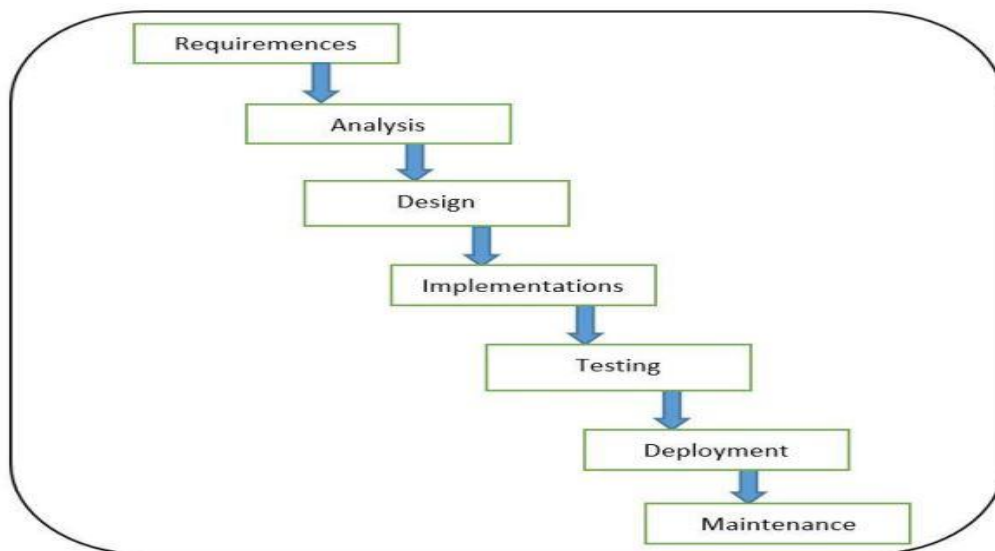 Requiremences
Analysis
Design
Implementations
Testing
Deployment
Maintenance